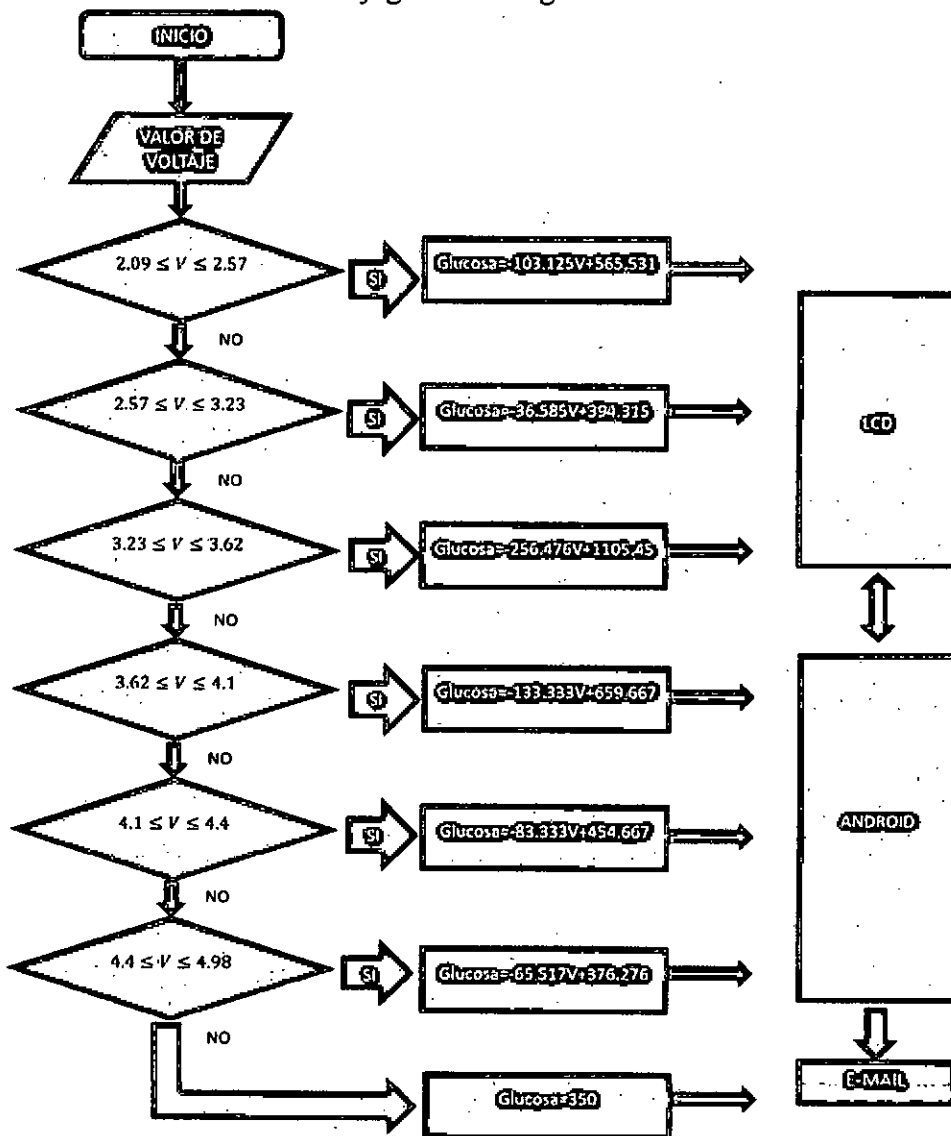 INICIO
VALOR DE
VOLTAJE
2.09 ≤ V ≤ 2.57
SI
Glucosa=-103.125V+565.531
NO
2.57 ≤ V ≤ 3.23
SI
Glucosa=-36.585V+394.315
LCD
NO
3.23 ≤ V ≤ 3.62
SI
Glucosa=-256.476V+1105.45
NO
3.62 ≤ V ≤ 4.1
SI
Glucosa=-133.333V+659.667
NO
4.1 ≤ V ≤ 4.4
SI
Glucosa=-83.333V+454.667
ANDROID
NO
4.4 ≤ V ≤ 4.98
SI
Glucosa=-65.517V+376.276
NO
E-MAIL
Glucosa=350